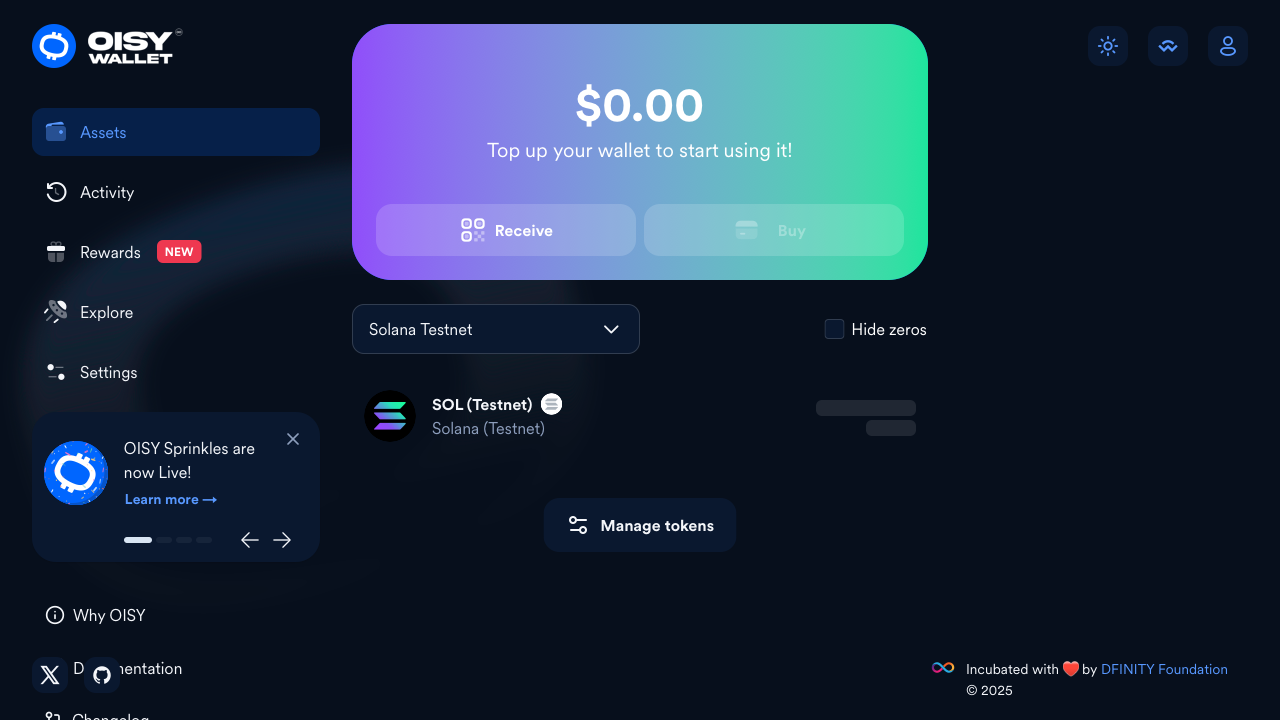 OISY
WALLET
Assets
Activity
Rewards NEW
Explore
Settings
OISY Sprinkles are
now Live!
Learn more →
Why OISY
Changelog
$0.00
Top up your wallet to start using it!
Receive
Buy
Solana Testnet
Hide zeros
SOL (Testnet)
Solana (Testnet)
Manage tokens
Incubated with ❤️ by DFINITY Foundation
© 2025